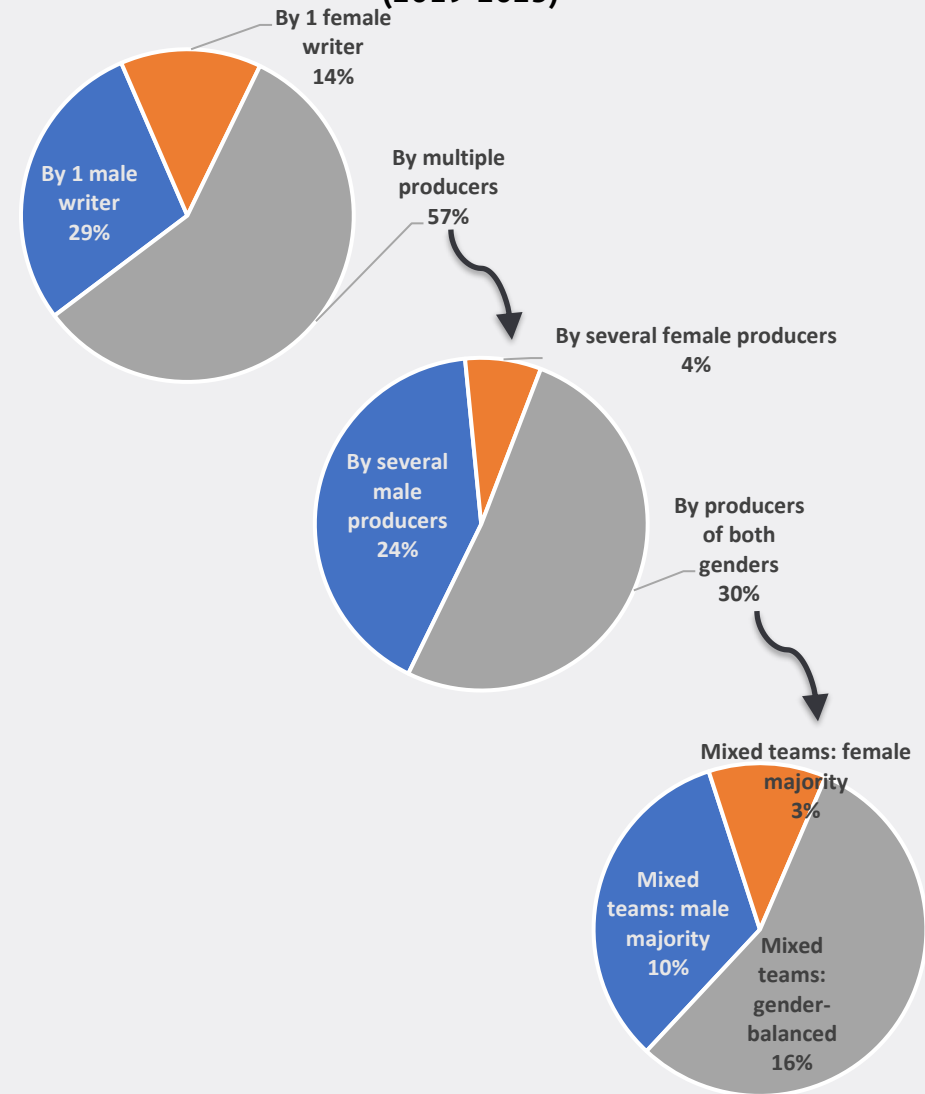 (2019-2023)
By 1 female
writer
14%
By 1 male
writer
29%
By multiple
producers
57%
By several female producers
4%
By several
male
producers
24%
By producers
of both
genders
30%
Mixed teams: female
majority
3%
Mixed
teams: male
majority
10%
Mixed
teams:
gender-
balanced
16%